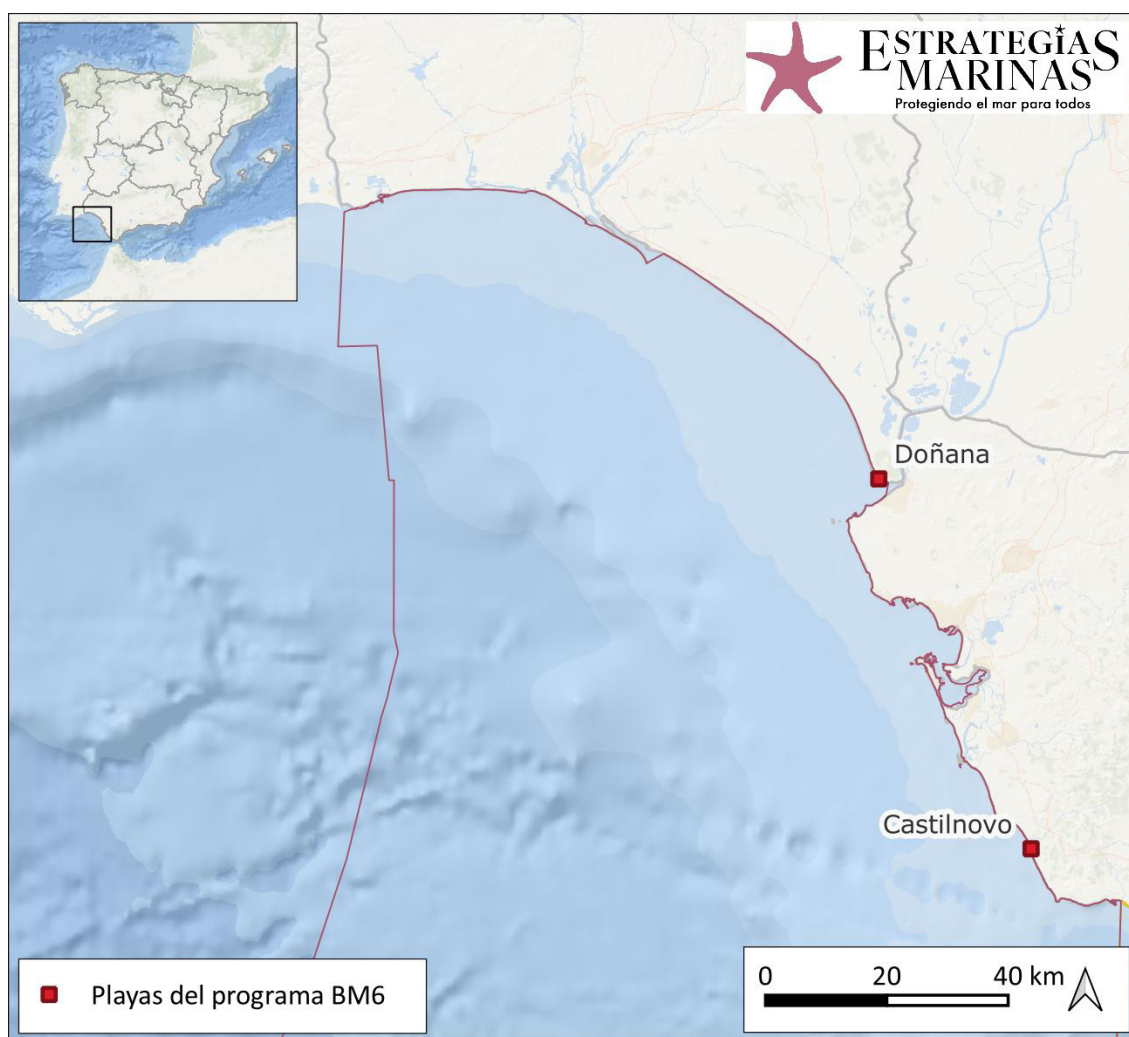 ESTRATEGIAS
MARINAS
Protegiendo el mar para todos
Doñana
Castilnovo
Playas del programa BM6
0 20 40 km